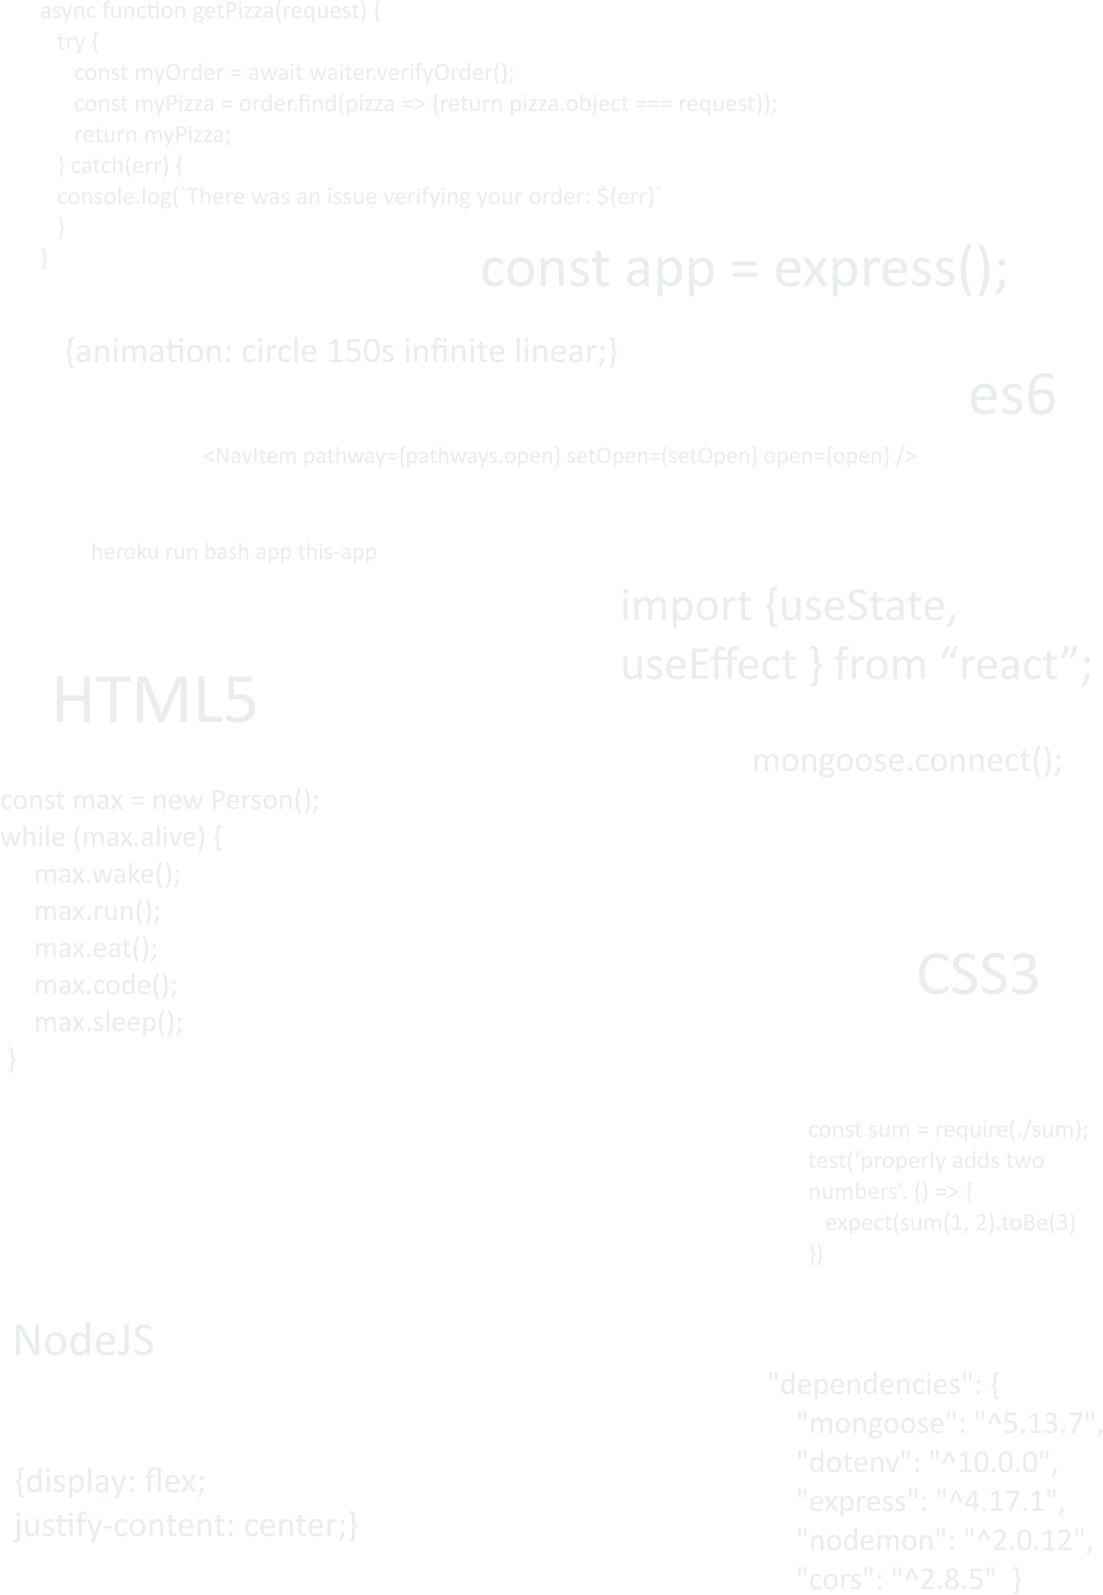 async function getPizza(request) {
try {
const myOrder = await waiter.verifyOrder();
const myPizza = order.find(pizza => {return pizza.object === request});
return myPizza;
} catch(err) {
console.log(`There was an issue verifying your order: ${err}`
}
}
const app = express();
{animation: circle 150s infinite linear;}
es6
<NavItem pathway={pathways.open} setOpen={setOpen} open={open} />
heroku run bash app this-app
import {useState,
useEffect } from “react”;
HTML5
mongoose.connect();
const max = new Person();
while (max.alive) {
max.wake();
max.run();
max.eat();
max.code();
max.sleep();
}
CSS3
const sum = require(./sum);
test(‘properly adds two
numbers’. () => {
expect(sum(1, 2).toBe(3)
})
NodeJS
"dependencies": {
"mongoose": "^5.13.7",
"dotenv": "^10.0.0",
"express": "^4.17.1",
"nodemon": "^2.0.12",
"cors": "^2.8.5" }
{display: flex;
justify-content: center;}